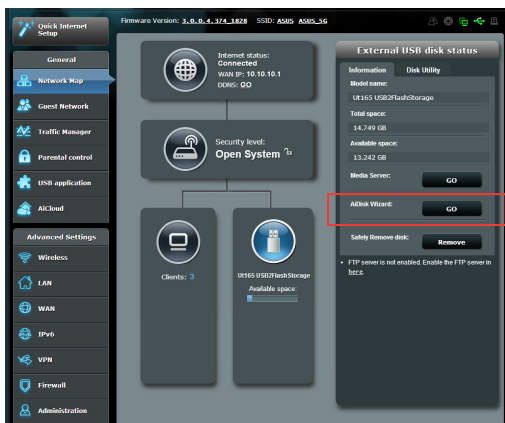 Quick Internet
Setup
Firmware Version: 3.0.0.4.374_1828 SSID: ASUS ASUS_5G
General
Network Map
Guest Network
Traffic Manager
Parental control
USB application
AiCloud
Advanced Settings
Wireless
LAN
WAN
IPv6
VPN
Firewall
Administration
Internet status:
Connected
WAN IP: 10.10.10.1
DDNS: GO
Security level:
Open System
Clients: 3
Ut165 USB2FlashStorage
Available space:
External USB disk status
Information Disk Utility
Model name:
Ut165 USB2FlashStorage
Total space:
14.749 GB
Available space:
13.242 GB
Media Server: GO
AiDisk Wizard: GO
Safely Remove disk: Remove
• FTP server is not enabled. Enable the FTP server in
here.